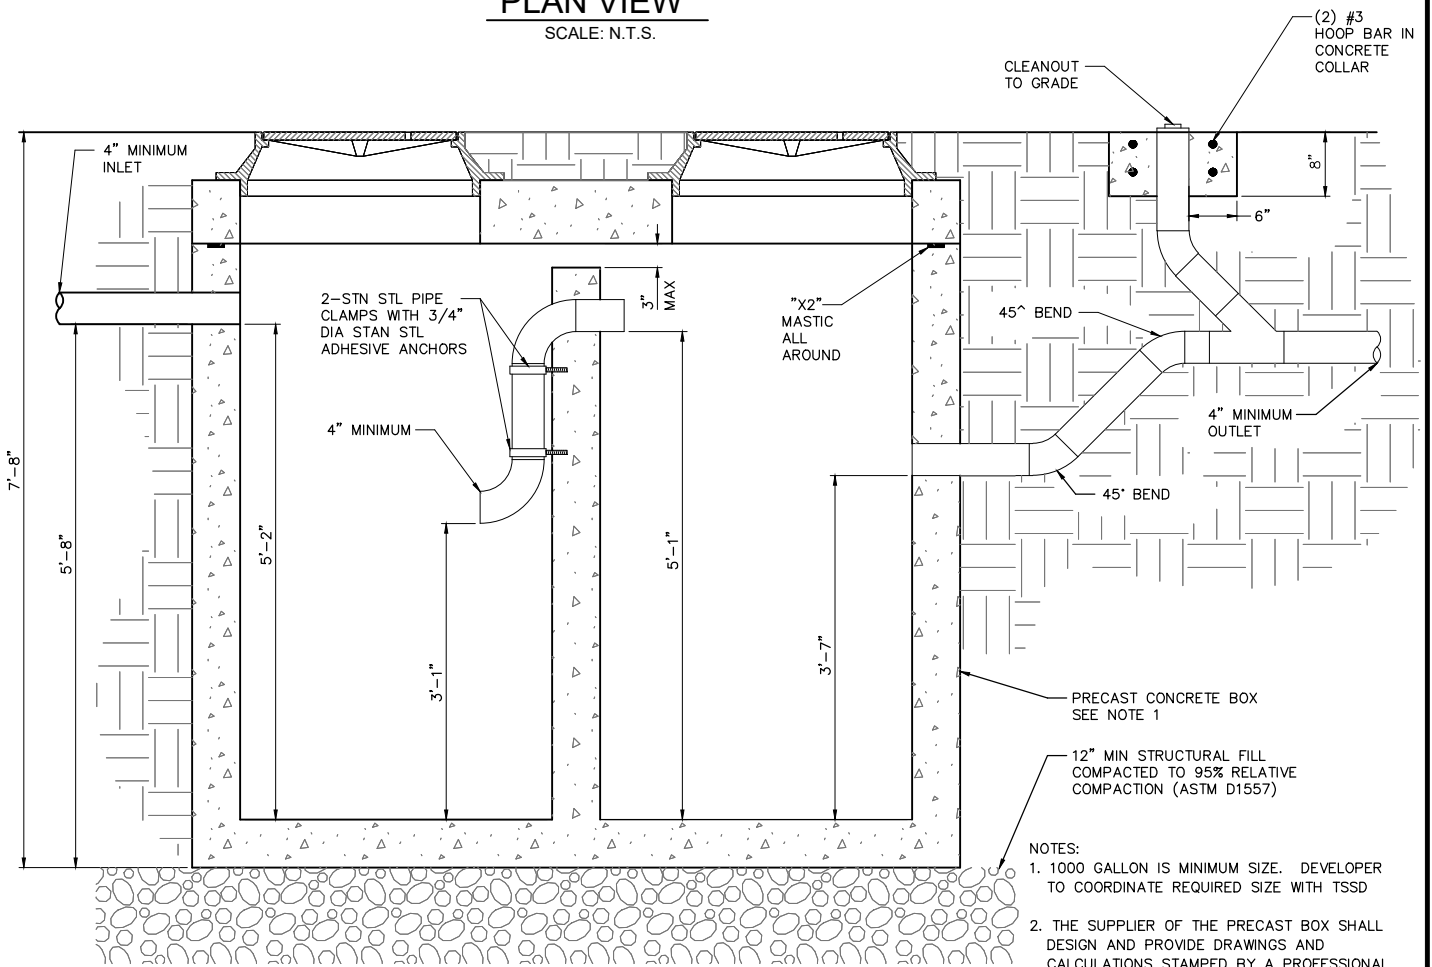 PLAN VIEW
SCALE: N.T.S.
(2) #3
HOOP BAR IN
CONCRETE
COLLAR
CLEANOUT
TO GRADE
4" MINIMUM
INLET
8"
6"
2-STN STL PIPE
CLAMPS WITH 3/4"
DIA STAN STL
ADHESIVE ANCHORS
3"
MAX
"X2"
MASTIC
ALL
AROUND
45^ BEND
4" MINIMUM
OUTLET
4" MINIMUM
45° BEND
7'-8"
5'-8"
5'-2"
3'-1"
5'-1"
3'-7"
PRECAST CONCRETE BOX
SEE NOTE 1
12" MIN STRUCTURAL FILL
COMPACTED TO 95% RELATIVE
COMPACTION (ASTM D1557)
NOTES:
1. 1000 GALLON IS MINIMUM SIZE. DEVELOPER
TO COORDINATE REQUIRED SIZE WITH TSSD
2. THE SUPPLIER OF THE PRECAST BOX SHALL
DESIGN AND PROVIDE DRAWINGS AND
CALCULATIONS STAMPED BY A PROFESSIONAL